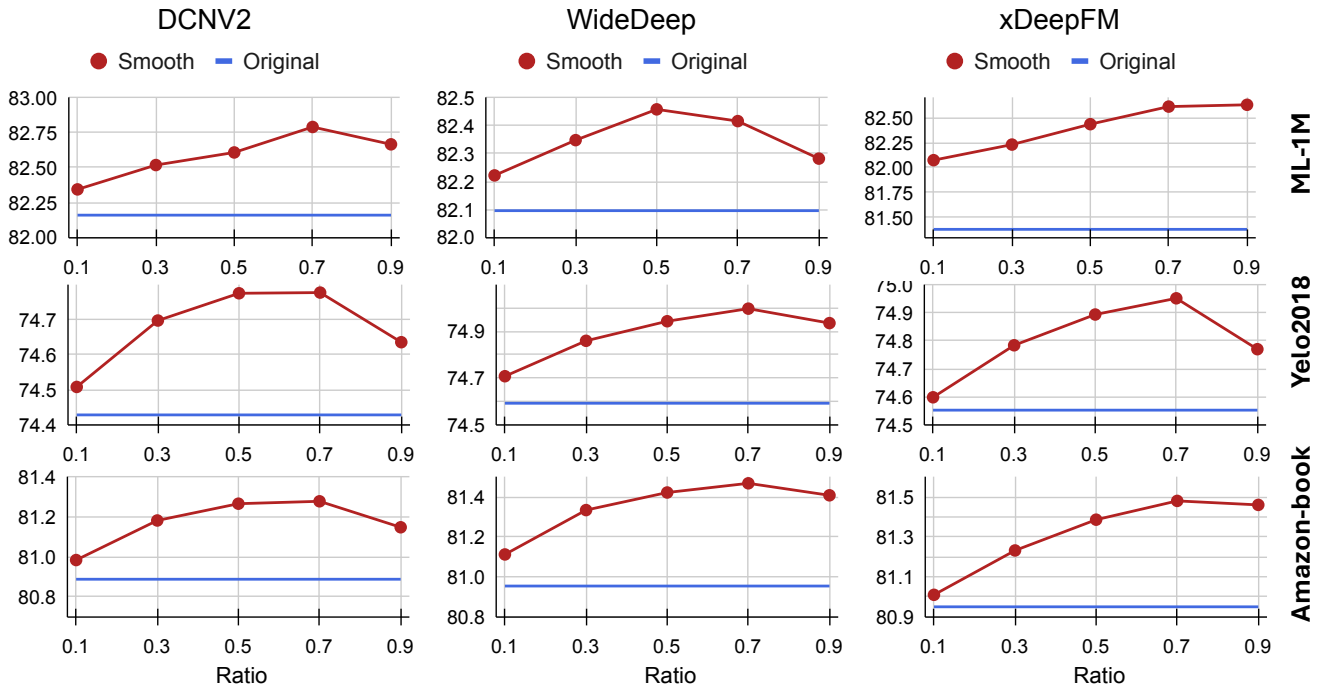 DCNV2
WideDeep
xDeepFM
Smooth Original
Smooth Original
Smooth Original
83.00
82.75
82.50
82.25
82.00
0.1 0.3 0.5 0.7 0.9
82.5
82.4
82.3
82.2
82.1
82.0
0.1 0.3 0.5 0.7 0.9
82.50
82.25
82.00
81.75
81.50
0.1 0.3 0.5 0.7 0.9
ML-1M
74.7
74.6
74.5
74.4
0.1 0.3 0.5 0.7 0.9
74.9
74.7
74.5
0.1 0.3 0.5 0.7 0.9
75.0
74.9
74.8
74.7
74.6
74.5
0.1 0.3 0.5 0.7 0.9
Yelo2018
81.4
81.2
81.0
80.8
0.1 0.3 0.5 0.7 0.9
Ratio
81.4
81.2
81.0
80.8
0.1 0.3 0.5 0.7 0.9
Ratio
81.5
81.3
81.1
80.9
0.1 0.3 0.5 0.7 0.9
Ratio
Amazon-book